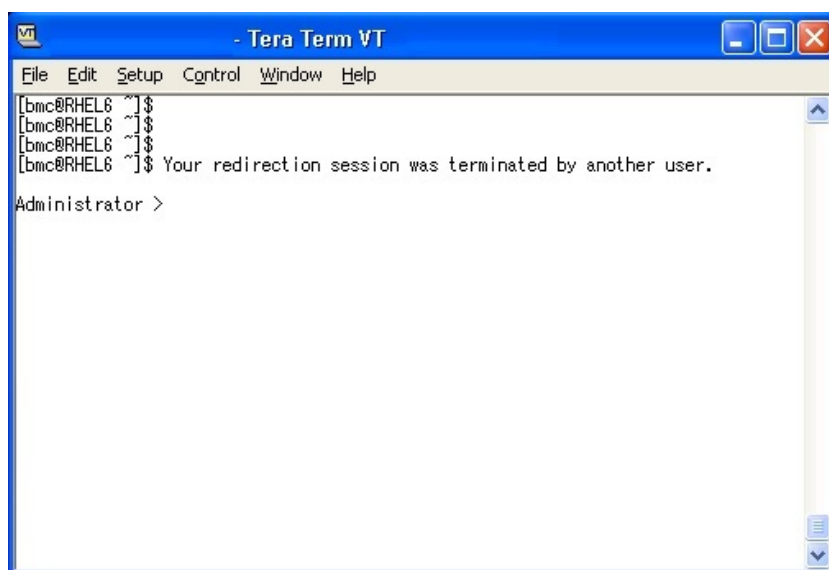 VT
- Tera Term VT
File Edit Setup Control Window Help
[bmc@RHEL6 ~]$
[bmc@RHEL6 ~]$
[bmc@RHEL6 ~]$
[bmc@RHEL6 ~]$ Your redirection session was terminated by another user.
Administrator >